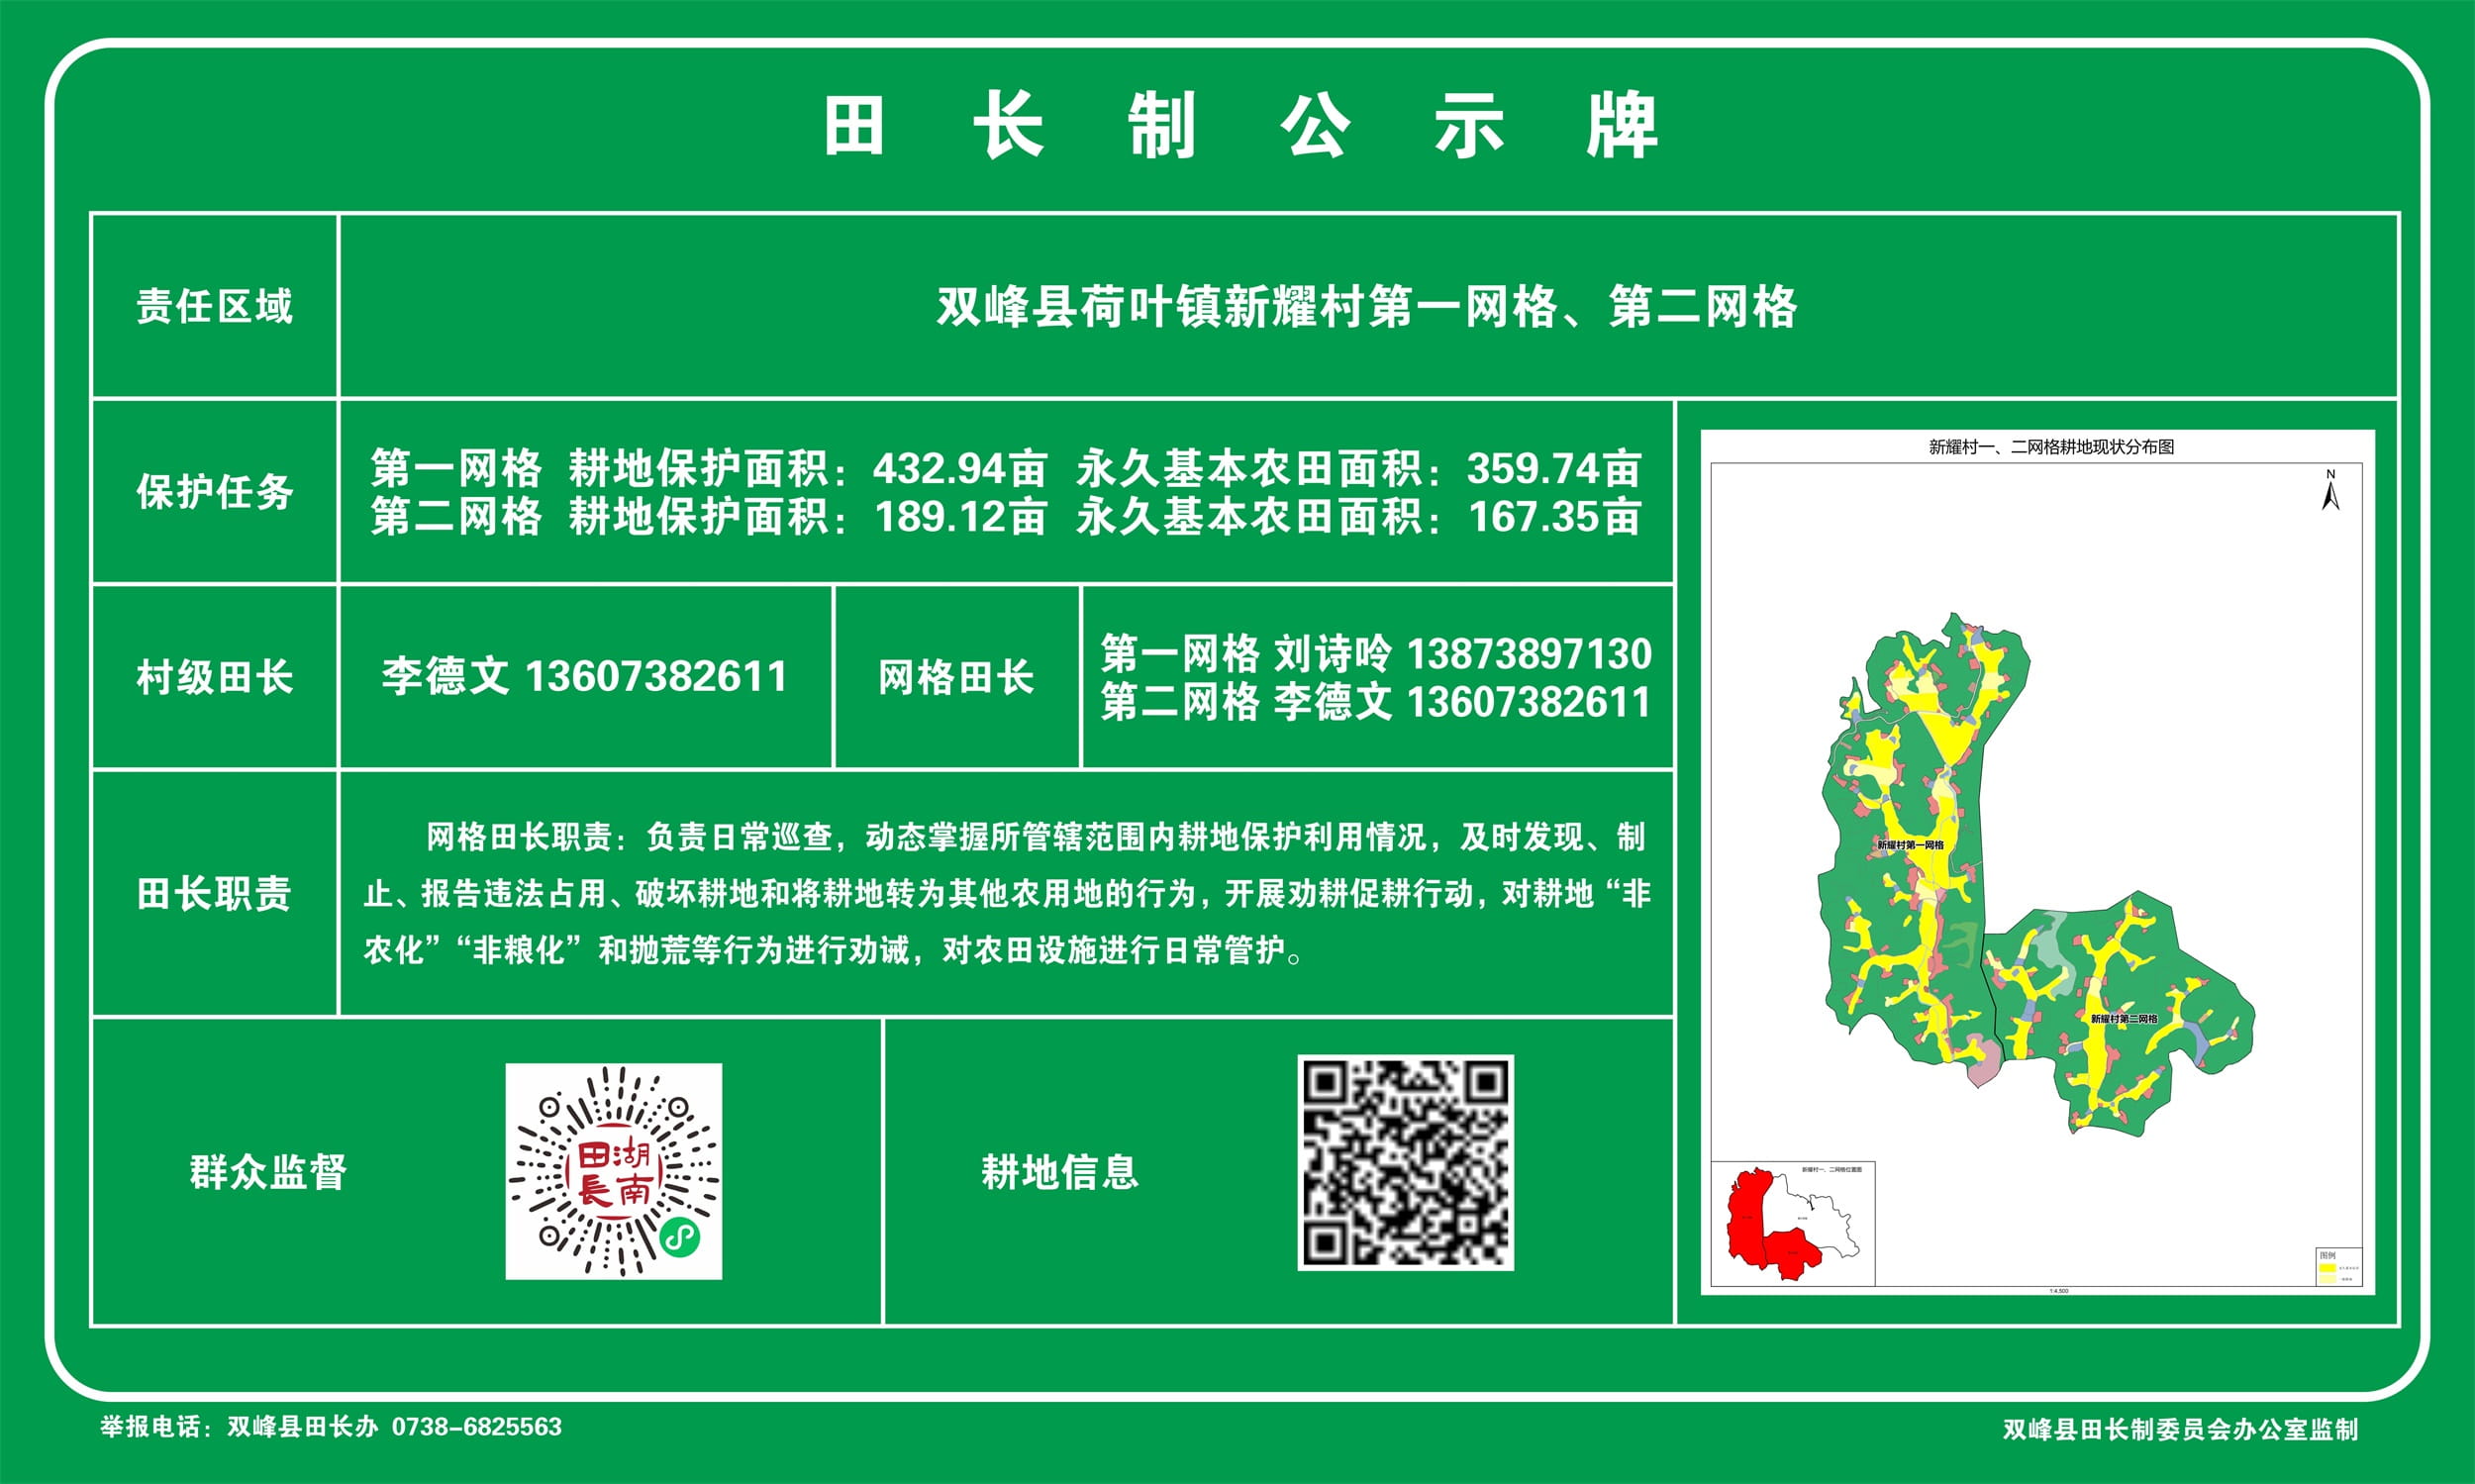 田长制公示牌
责任区域
双峰县荷叶镇新耀村第一网格、第二网格
保护任务
第一网格 耕地保护面积：432.94亩 永久基本农田面积：359.74亩
第二网格 耕地保护面积：189.12亩 永久基本农田面积：167.35亩
村级田长
李德文 13607382611
网格田长
第一网格 刘诗吟 13873897130
第二网格 李德文 13607382611
田长职责
网格田长职责：负责日常巡查，动态掌握所管辖范围内耕地保护利用情况，及时发现、制
止、报告违法占用、破坏耕地和将耕地转为其他农用地的行为，开展劝耕促耕行动，对耕地“非
农化”“非粮化”和抛荒等行为进行劝诫，对农田设施进行日常管护。
群众监督
湖南
田長
耕地信息
新耀村一、二网格耕地现状分布图
N
新耀村第一网格
新耀村第二网格
新耀村一、二网格位置图
图例
1:4,500
举报电话：双峰县田长办 0738-6825563
双峰县田长制委员会办公室监制